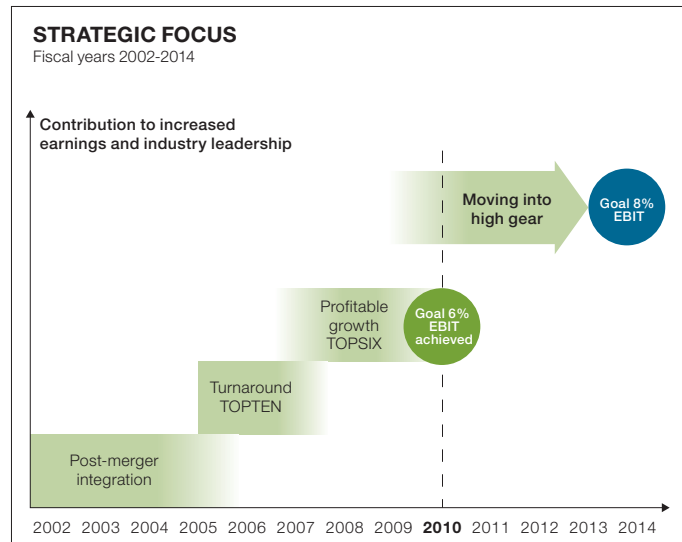 STRATEGIC FOCUS
Fiscal years 2002-2014
Contribution to increased
earnings and industry leadership
Moving into
high gear
Goal 8%
EBIT
Profitable
growth
TOPSIX
Goal 6%
EBIT
achieved
Turnaround
TOPTEN
Post-merger
integration
2002 2003 2004 2005 2006 2007 2008 2009 2010 2011 2012 2013 2014